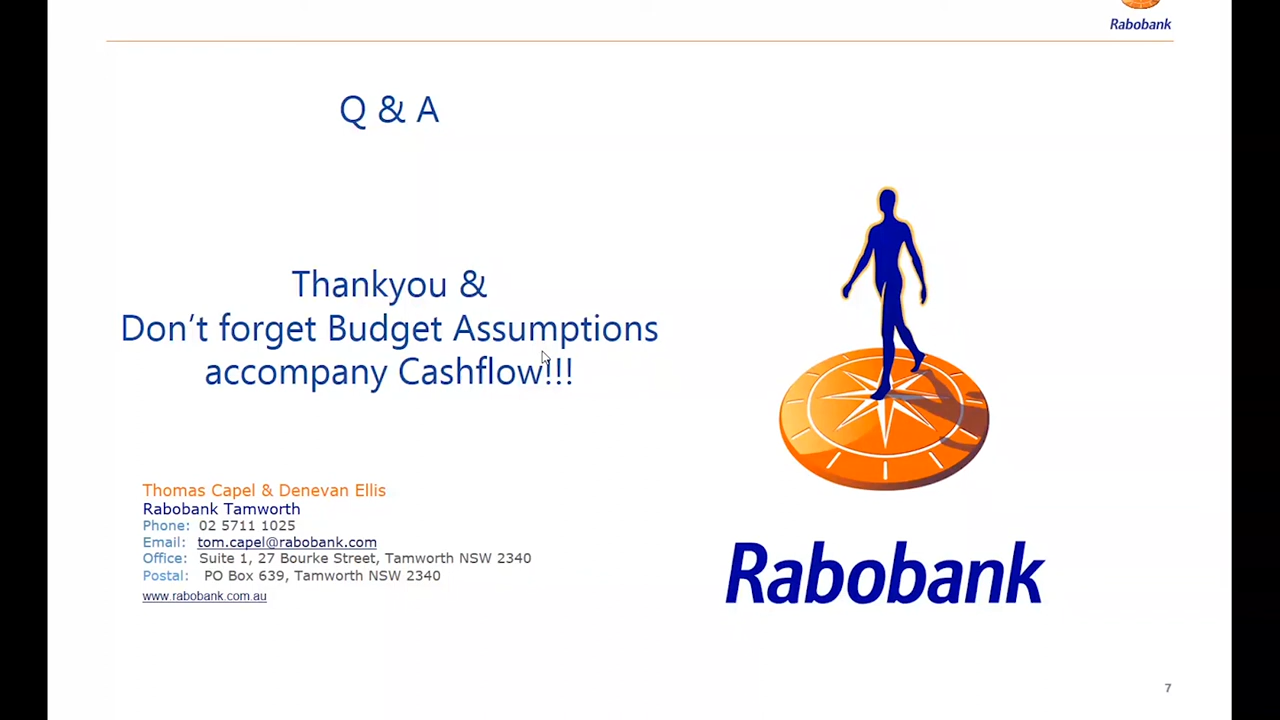 Rabobank
Q & A
Thankyou &
Don't forget Budget Assumptions
accompany Cashflow!!!
Thomas Capel & Denevan Ellis
Rabobank Tamworth
Phone: 02 5711 1025
Email: tom.capel@rabobank.com
Office: Suite 1, 27 Bourke Street, Tamworth NSW 2340
Postal: PO Box 639, Tamworth NSW 2340
www.rabobank.com.au
Rabobank
7